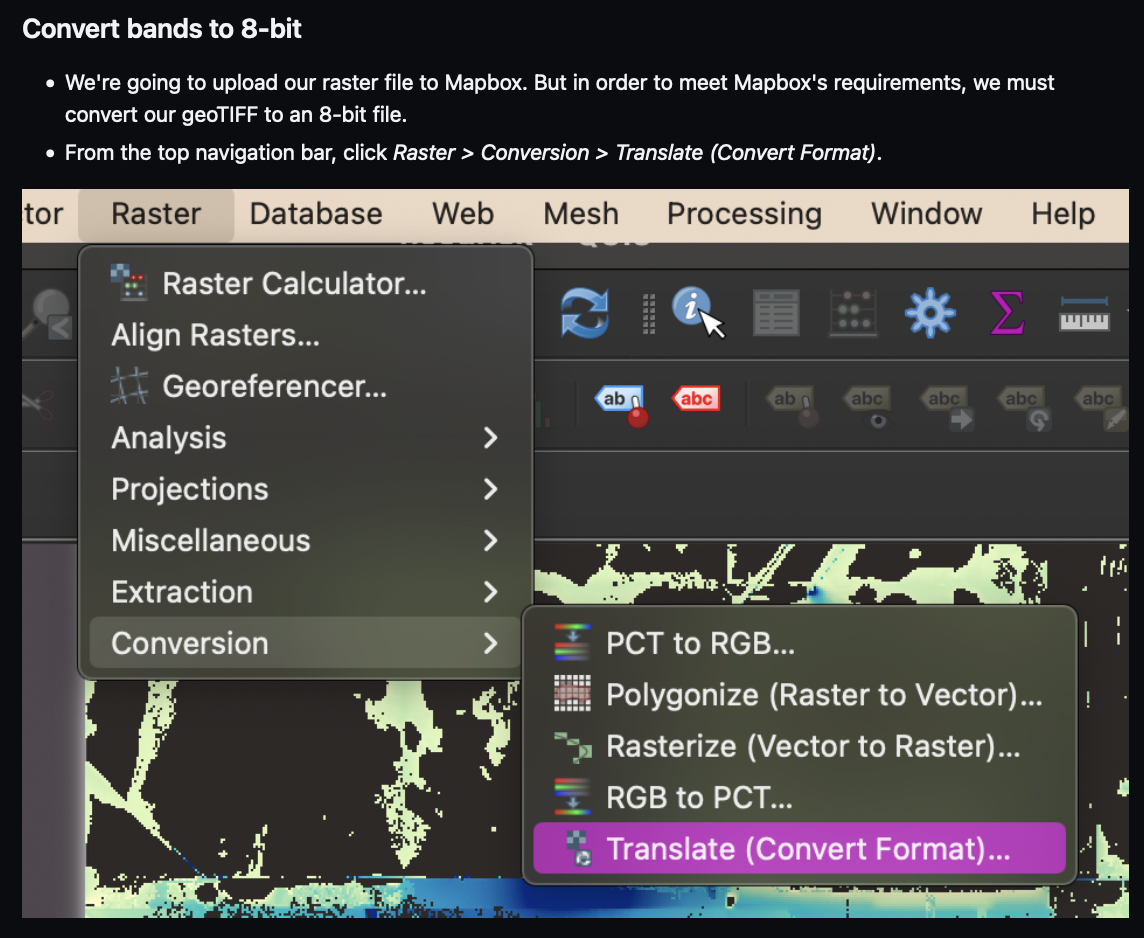 Convert bands to 8-bit
We're going to upload our raster file to Mapbox. But in order to meet Mapbox's requirements, we must
convert our geoTIFF to an 8-bit file.
From the top navigation bar, click Raster > Conversion > Translate (Convert Format).
tor Raster Database Web Mesh Processing Window Help
Raster Calculator...
Align Rasters...
Georeferencer...
Analysis
Projections
Miscellaneous
Extraction
Conversion
ab abc ab abc abc abc abc
PCT to RGB...
Polygonize (Raster to Vector)...
Rasterize (Vector to Raster)...
RGB to PCT...
Translate (Convert Format)...